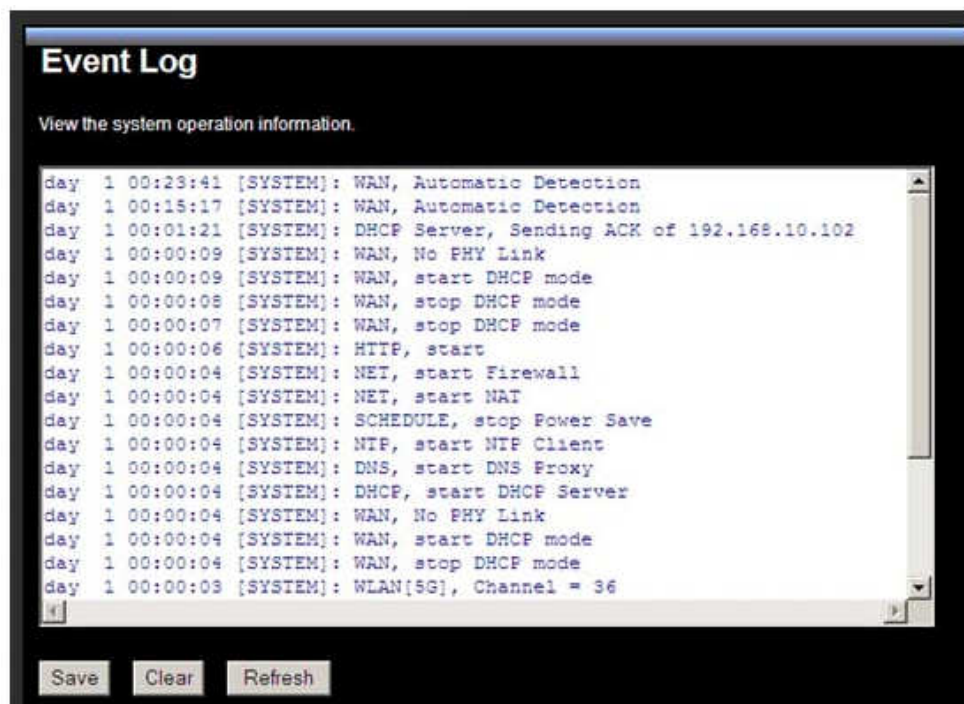 Event Log
View the system operation information.
day  1 00:23:41 [SYSTEM]: WAN, Automatic Detection
day  1 00:15:17 [SYSTEM]: WAN, Automatic Detection
day  1 00:01:21 [SYSTEM]: DHCP Server, Sending ACK of 192.168.10.102
day  1 00:00:09 [SYSTEM]: WAN, No PHY Link
day  1 00:00:09 [SYSTEM]: WAN, start DHCP mode
day  1 00:00:08 [SYSTEM]: WAN, stop DHCP mode
day  1 00:00:07 [SYSTEM]: WAN, stop DHCP mode
day  1 00:00:06 [SYSTEM]: HTTP, start
day  1 00:00:04 [SYSTEM]: NET, start Firewall
day  1 00:00:04 [SYSTEM]: NET, start NAT
day  1 00:00:04 [SYSTEM]: SCHEDULE, stop Power Save
day  1 00:00:04 [SYSTEM]: NTP, start NTP Client
day  1 00:00:04 [SYSTEM]: DNS, start DNS Proxy
day  1 00:00:04 [SYSTEM]: DHCP, start DHCP Server
day  1 00:00:04 [SYSTEM]: WAN, No PHY Link
day  1 00:00:04 [SYSTEM]: WAN, start DHCP mode
day  1 00:00:04 [SYSTEM]: WAN, stop DHCP mode
day  1 00:00:03 [SYSTEM]: WLAN[5G], Channel = 36
Save Clear Refresh